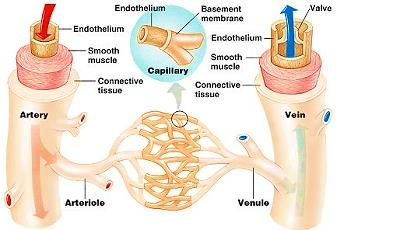 Endothelium
Smooth
muscle
Connective
tissue
Artery
Arteriole
Endothelium
Basement
membrane
Capillary
Valve
Endothelium
Smooth
muscle
Connective
tissue
Vein
Venule